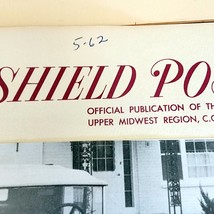 5-62
SHIELD PO
OFFICIAL PUBLICATION OF TH
UPPER MIDWEST REGION, C.C